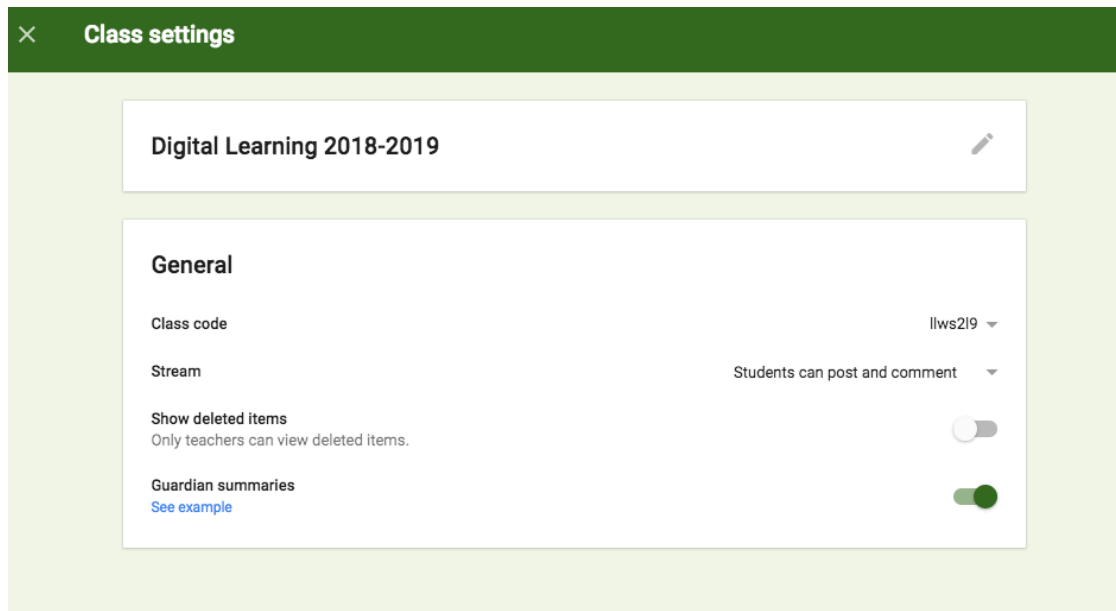 Class settings
Digital Learning 2018-2019
General
Class code
llws2l9
Stream
Students can post and comment
Show deleted items
Only teachers can view deleted items.
Guardian summaries
See example